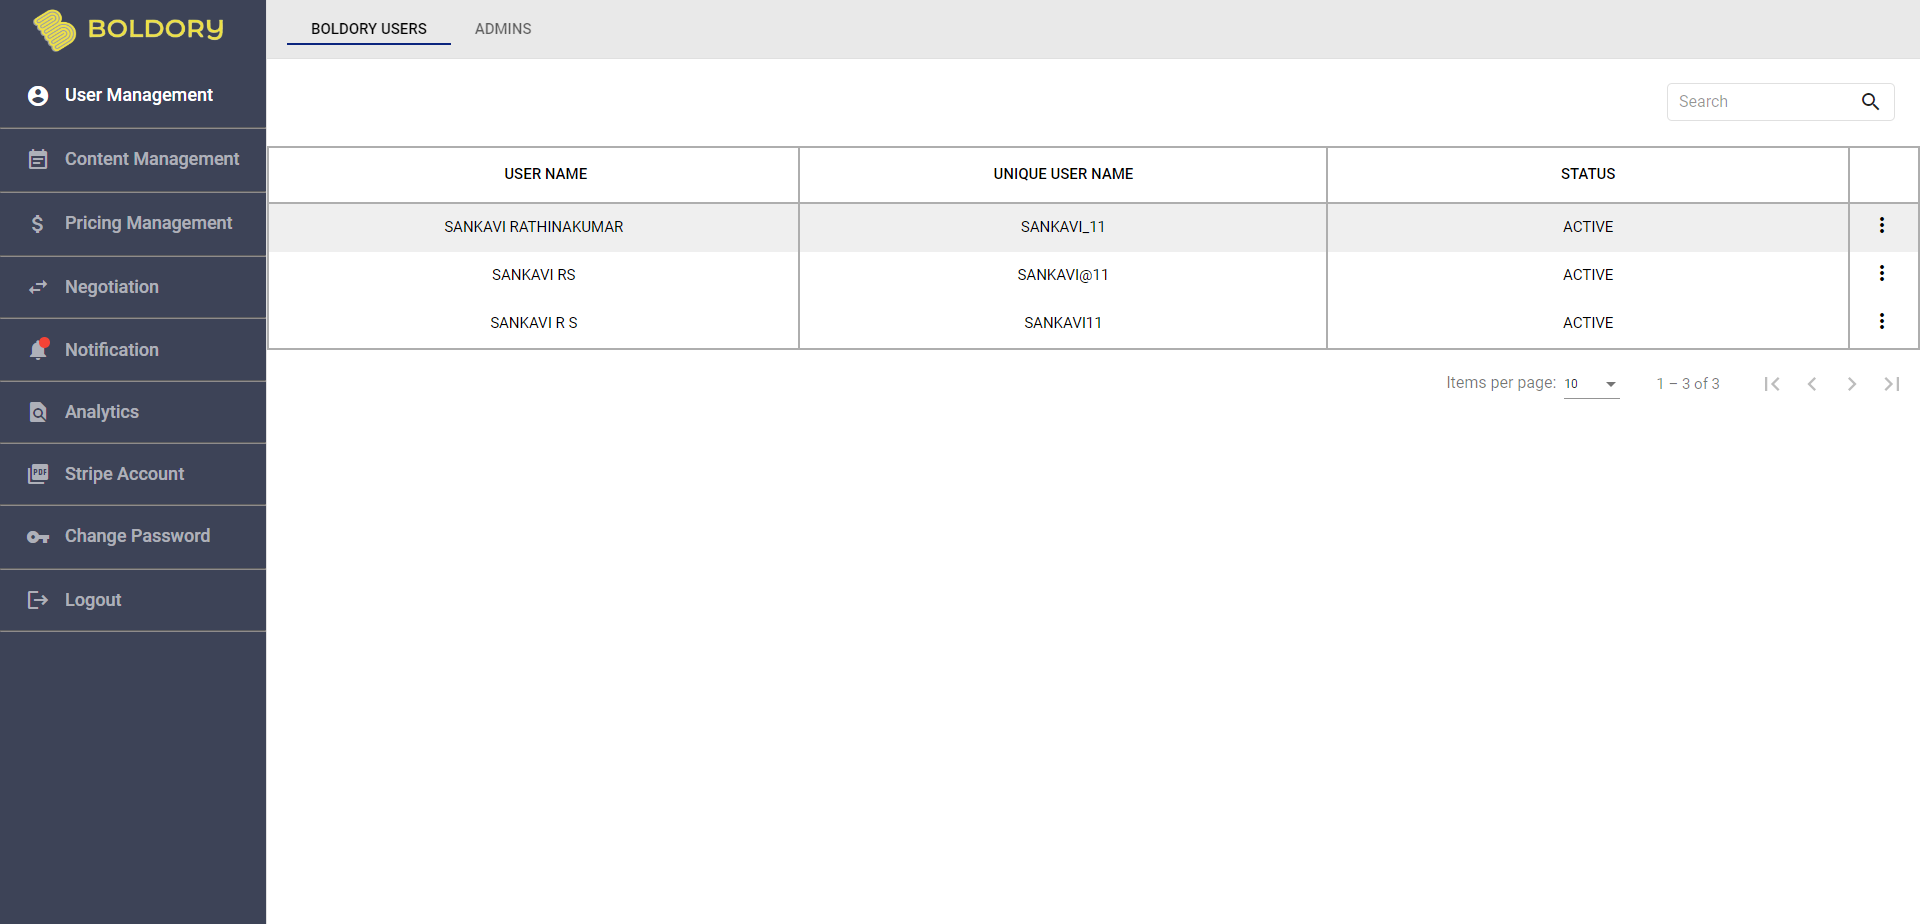 BOLDORY
User Management
Content Management
Pricing Management
Negotiation
Notification
Analytics
PDF
Stripe Account
Change Password
Logout
BOLDORY USERS ADMINS
Search
USER NAME UNIQUE USER NAME STATUS
SANKAVI RATHINAKUMAR SANKAVI_11 ACTIVE
SANKAVI RS SANKAVI@11 ACTIVE
SANKAVI R S SANKAVI11 ACTIVE
Items per page: 10 1 – 3 of 3